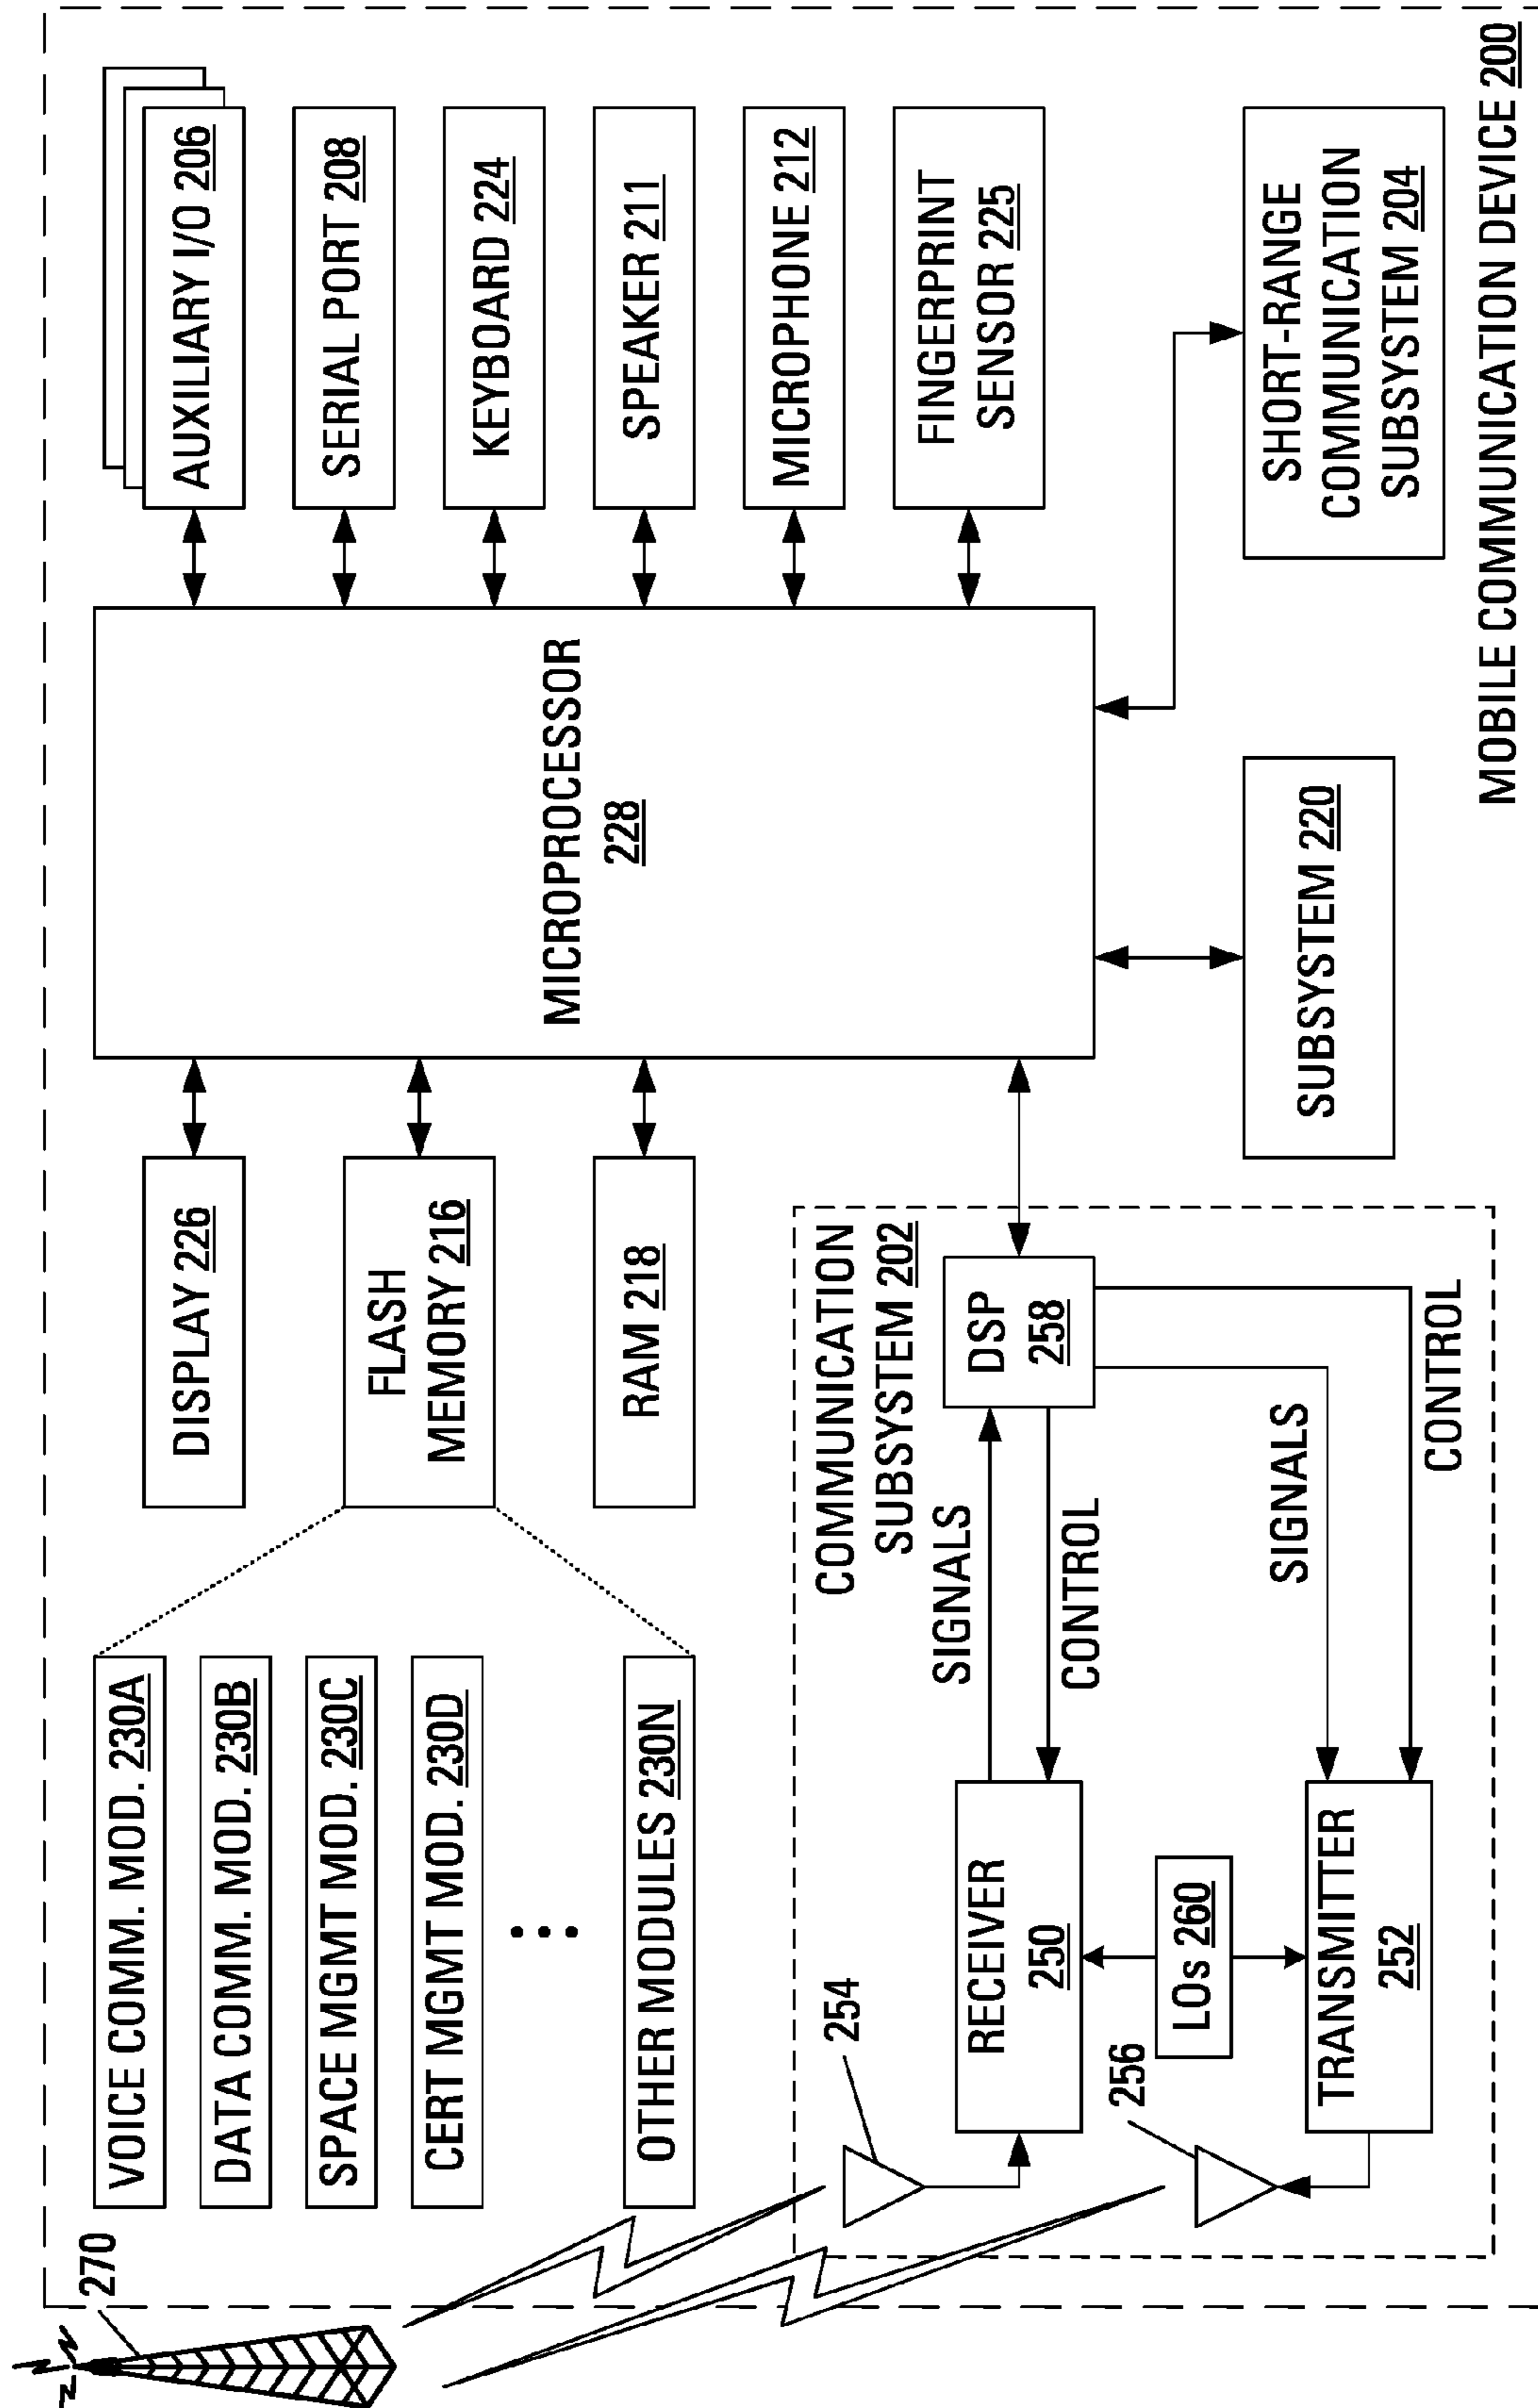 270
VOICE COMM. MOD. 230A
DATA COMM. MOD. 230B
SPACE MGMT MOD. 230C
CERT MGMT MOD. 230D
OTHER MODULES 230N
DISPLAY 226
FLASH
MEMORY 216
RAM 218
MICROPROCESSOR
228
AUXILIARY I/O 206
SERIAL PORT 208
KEYBOARD 224
SPEAKER 211
MICROPHONE 212
FINGERPRINT
SENSOR 225
COMMUNICATION
SUBSYSTEM 202
254
RECEIVER
250
SIGNALS
CONTROL
DSP
258
256
LOs 260
TRANSMITTER
252
SIGNALS
CONTROL
SUBSYSTEM 220
SHORT-RANGE
COMMUNICATION
SUBSYSTEM 204
MOBILE COMMUNICATION DEVICE 200